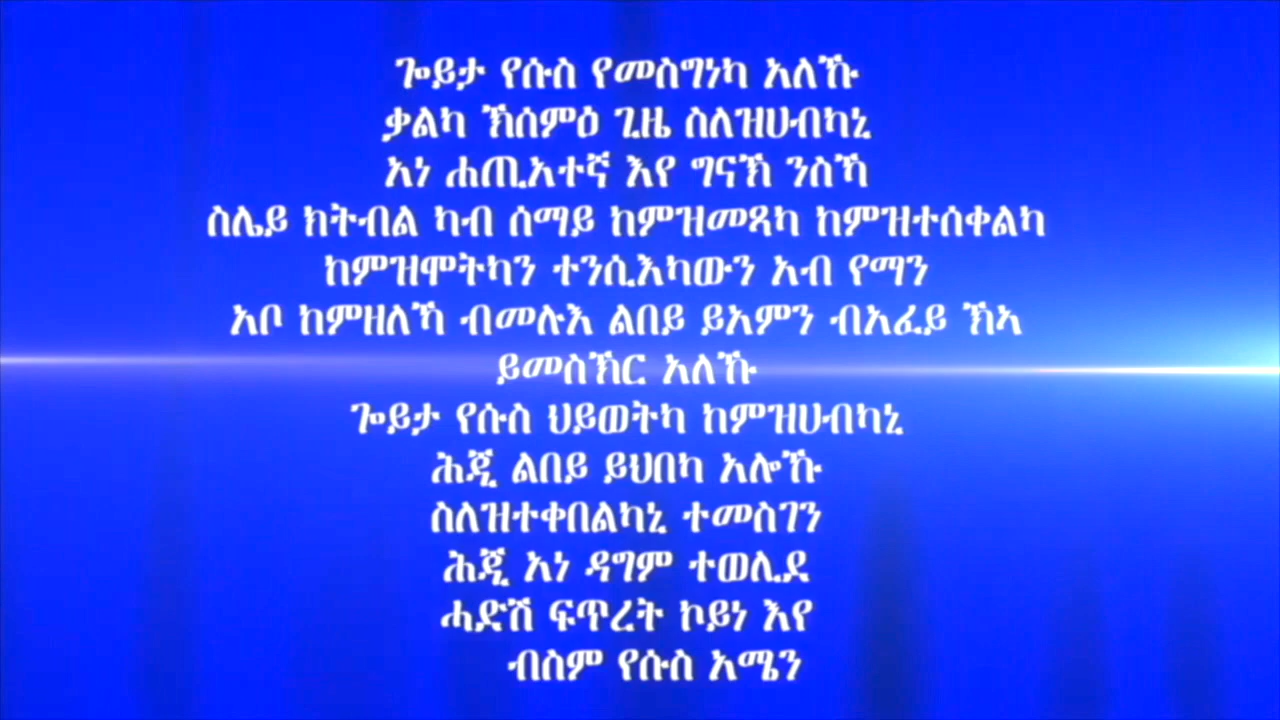 ጐይታ የሱስ የመስግነካ አለኹ
ቃልካ ኽሰምዕ ጊዜ ስለዝሀብካኒ
አነ ሐጢአተኛ እየ ግናኽ ንስኻ
ስሌይ ክትብል ካብ ሰማይ ከምዝመጻካ ከምዝተሰቀልካ
ከምዝሞትካን ተንሲእካውን አብ የማን
አቦ ከምዘለኻ ብመሉእ ልበይ ይአምን ብአፈይ ኽኣ
ይመስኽር አለኹ
ጐይታ የሱስ ህይወትካ ከምዝሀብካኒ
ሕጂ ልበይ ይህበካ አሎኹ
ስለዝተቀበልካኒ ተመስገን
ሕጂ አነ ዳግም ተወሊደ
ሓድሽ ፍጥረት ኮይነ እየ
ብስም የሱስ አሜን